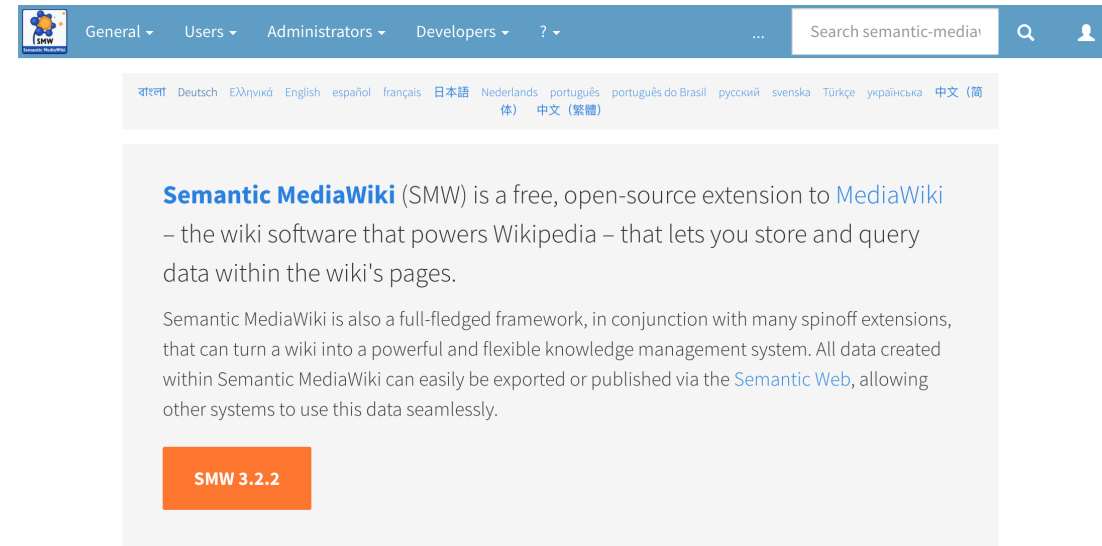 SMW
Semantic MediaWiki
General Users Administrators Developers ? ... Search semantic-media
বাংলা Deutsch Ελληνικά English español français 日本語 Nederlands português português do Brasil русский svenska Türkçe українська 中文（简
体） 中文（繁體）
Semantic MediaWiki (SMW) is a free, open-source extension to MediaWiki
– the wiki software that powers Wikipedia – that lets you store and query
data within the wiki's pages.
Semantic MediaWiki is also a full-fledged framework, in conjunction with many spinoff extensions,
that can turn a wiki into a powerful and flexible knowledge management system. All data created
within Semantic MediaWiki can easily be exported or published via the Semantic Web, allowing
other systems to use this data seamlessly.
SMW 3.2.2